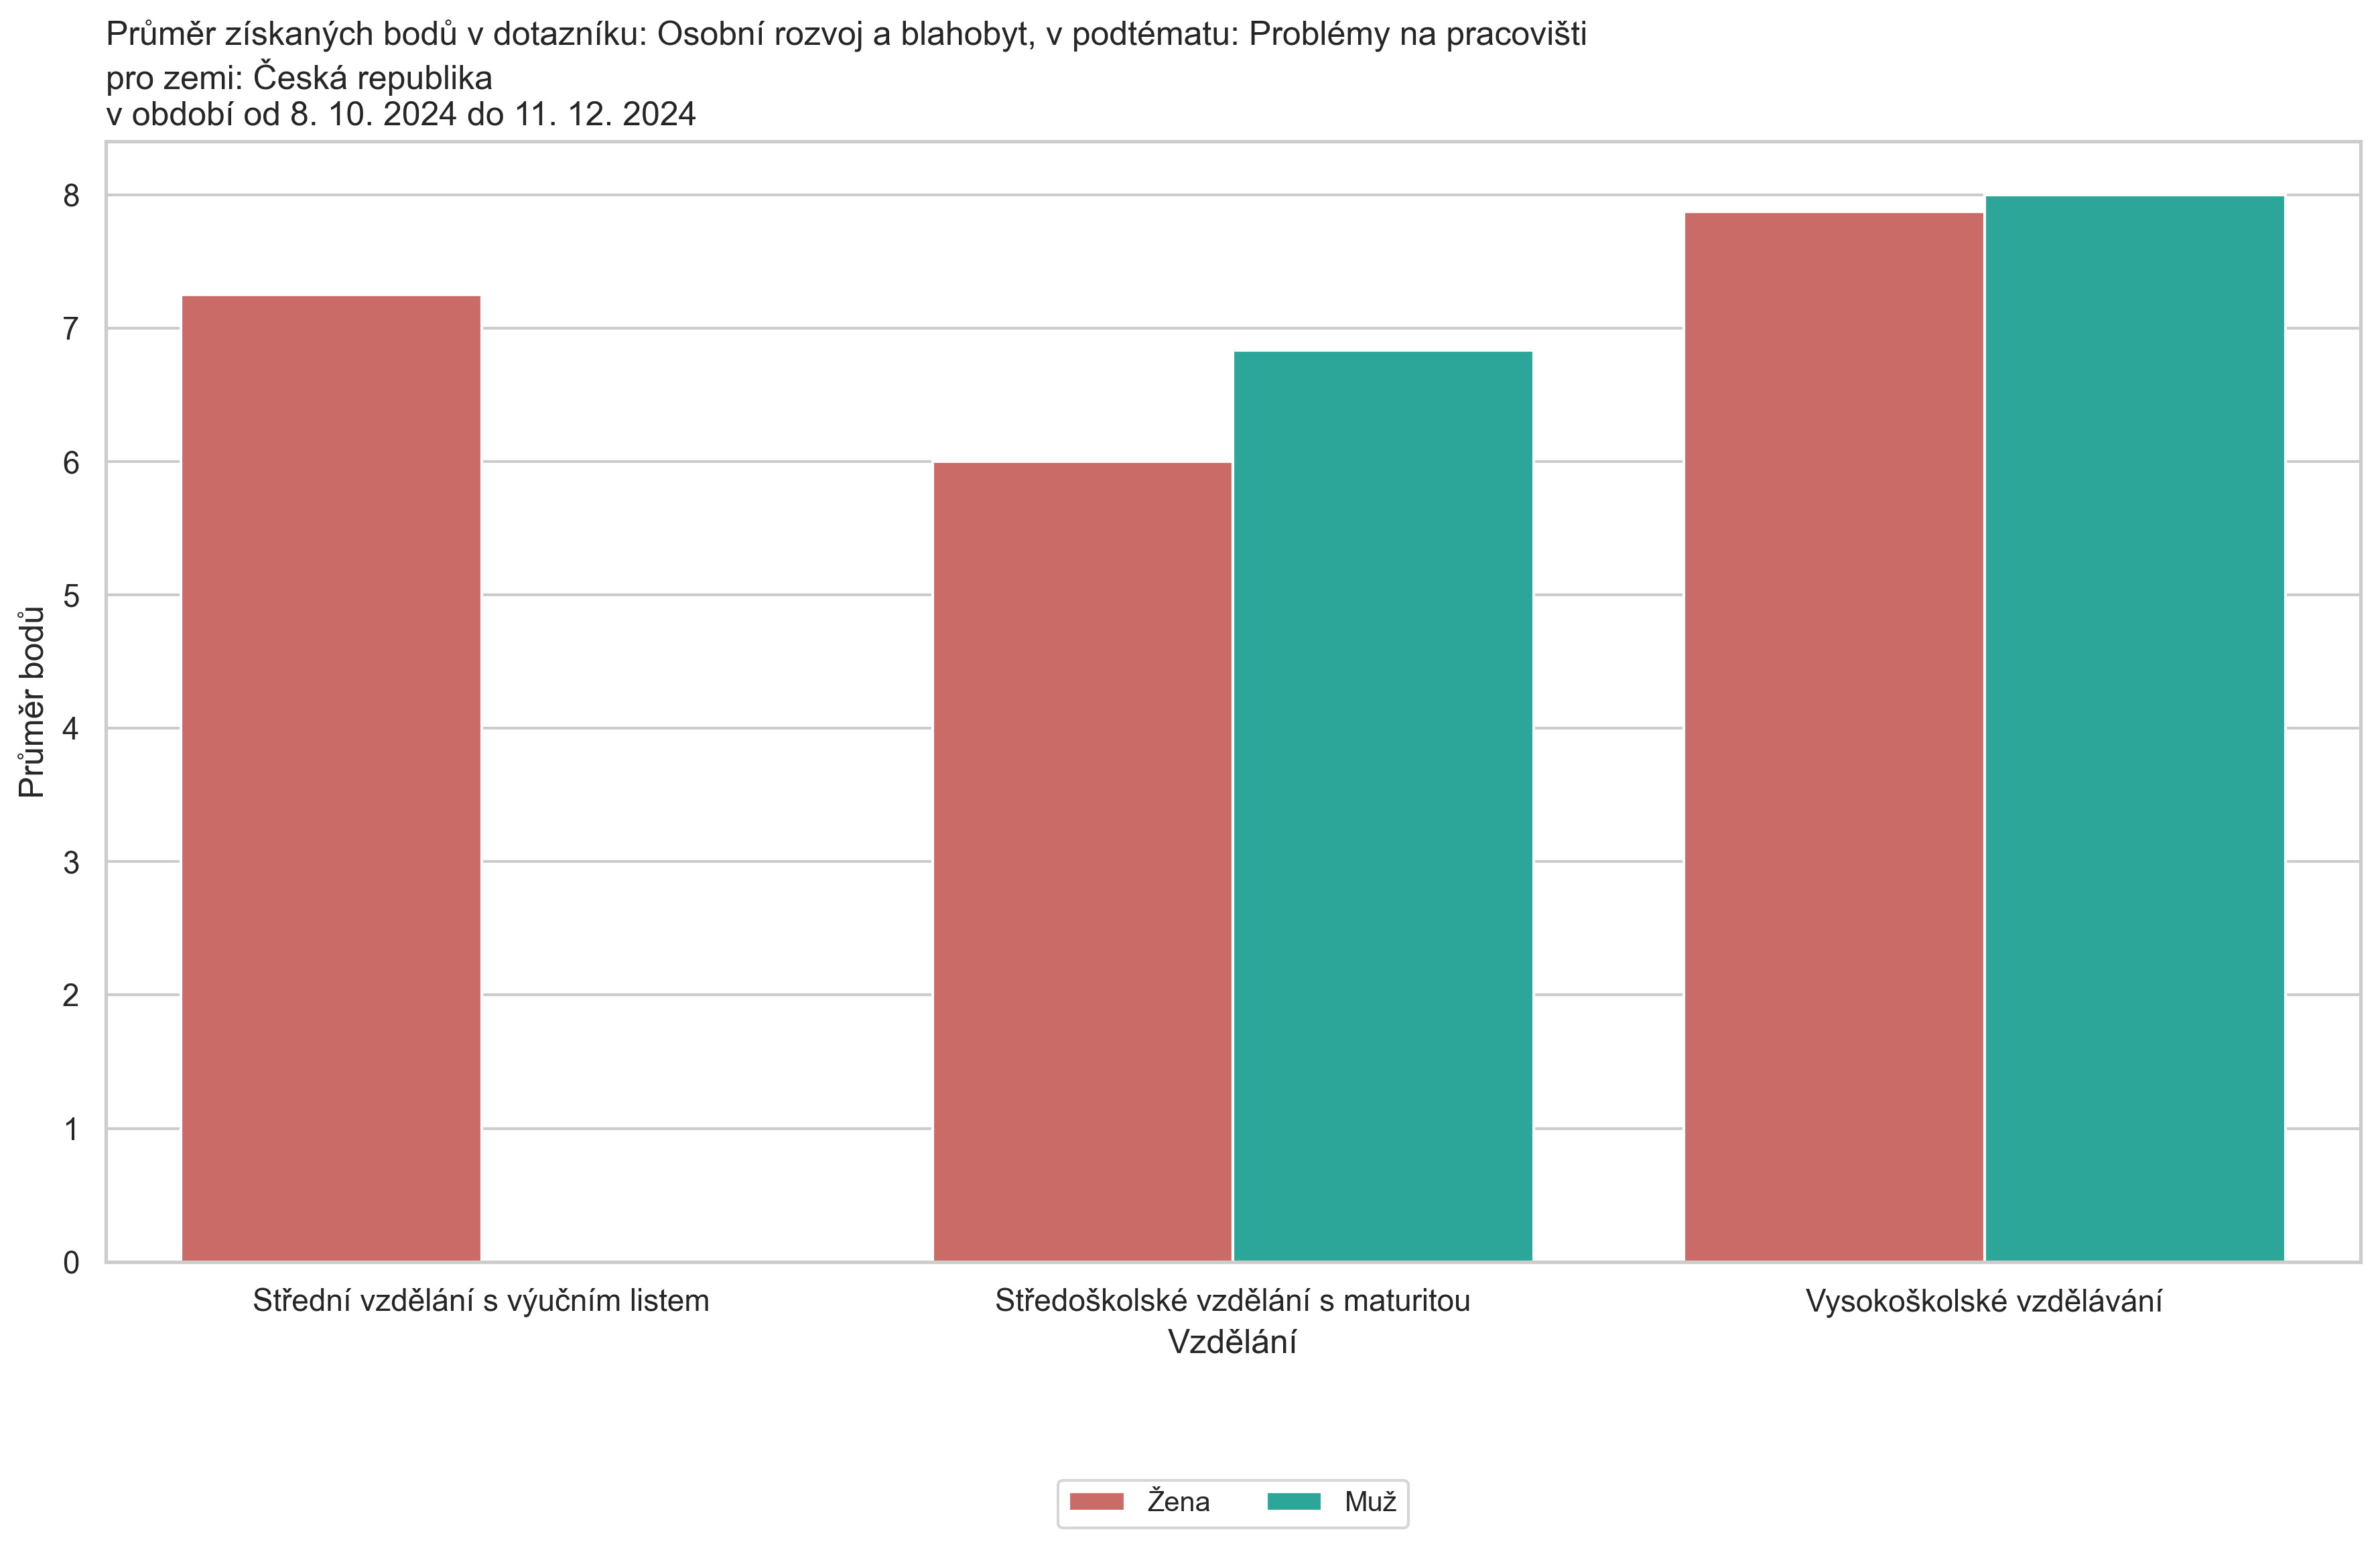 Průměr získaných bodů v dotazníku: Osobní rozvoj a blahobyt, v podtématu: Problémy na pracovišti
pro zemi: Česká republika
v období od 8. 10. 2024 do 11. 12. 2024
8
7
6
5
4
3
2
1
0
Průměr bodů
Střední vzdělání s výučním listem
Středoškolské vzdělání s maturitou
Vysokoškolské vzdělávání
Vzdělání
Žena
Muž